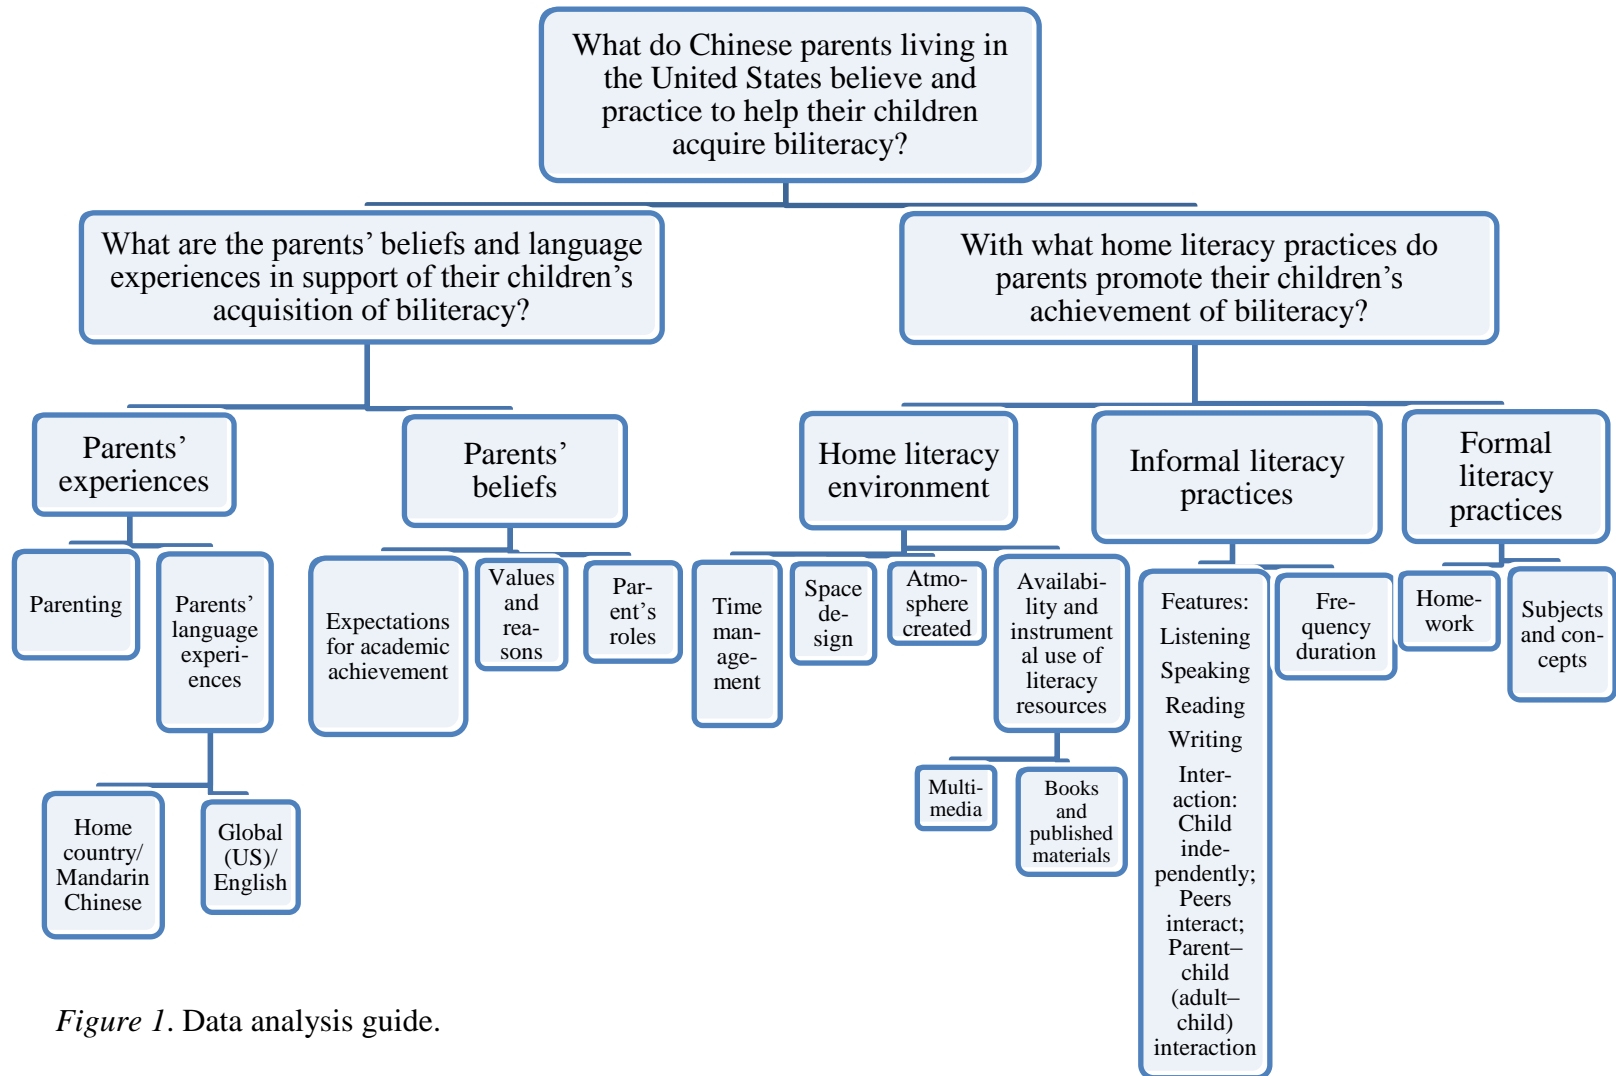 What do Chinese parents living in
the United States believe and
practice to help their children
acquire biliteracy?
What are the parents’ beliefs and language
experiences in support of their children’s
acquisition of biliteracy?
With what home literacy practices do
parents promote their children’s
achievement of biliteracy?
Parents’
experiences
Parents’
beliefs
Home literacy
environment
Informal literacy
practices
Formal
literacy
practices
Parenting
Parents’
language
experi-
ences
Expectations
for academic
achievement
Values
and
rea-
sons
Par-
ent’s
roles
Time
man-
age-
ment
Space
de-
sign
Atmo-
sphere
created
Availabi-
lity and
instrument
al use of
literacy
resources
Features:
Listening
Speaking
Reading
Writing
Inter-
action:
Child
inde-
pendently;
Peers
interact;
Parent–
child
(adult–
child)
interaction
Fre-
quency
duration
Home-
work
Subjects
and con-
cepts
Home
country/
Mandarin
Chinese
Global
(US)/
English
Multi-
media
Books
and
published
materials
Figure 1. Data analysis guide.